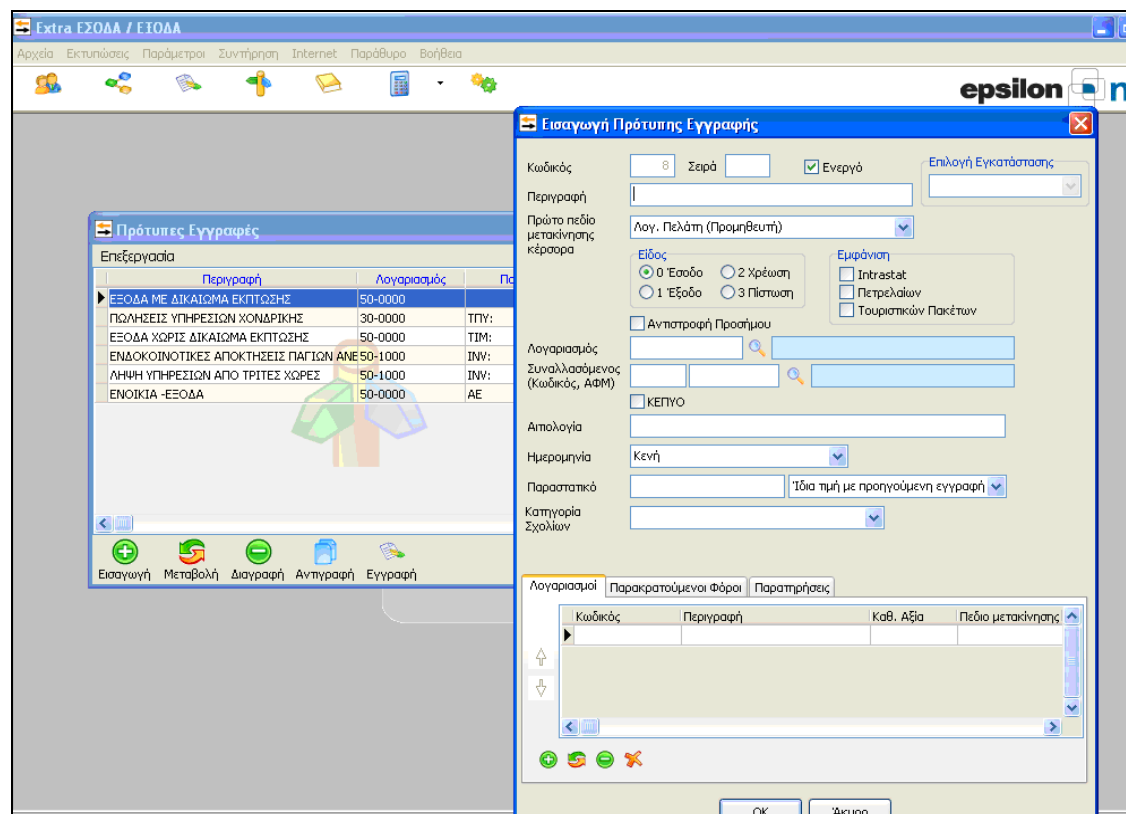 Extra ΕΣΟΔΑ / ΕΞΟΔΑ
Αρχεία Εκτυπώσεις Παράμετροι Συντήρηση Internet Παράθυρο Βοήθεια
epsilon n
Πρότυπες Εγγραφές
Επεξεργασία
Περιγραφή Λογαριασμός Πα
ΕΞΟΔΑ ΜΕ ΔΙΚΑΙΩΜΑ ΕΚΠΤΩΣΗΣ 50-0000
ΠΩΛΗΣΕΙΣ ΥΠΗΡΕΣΙΩΝ ΧΟΝΔΡΙΚΗΣ 30-0000 ΤΠΥ:
ΕΞΟΔΑ ΧΩΡΙΣ ΔΙΚΑΙΩΜΑ ΕΚΠΤΩΣΗΣ 50-0000 ΤΙΜ:
ΕΝΔΟΚΟΙΝΟΤΙΚΕΣ ΑΠΟΚΤΗΣΕΙΣ ΠΑΓΙΩΝ ΑΝΕ 50-1000 INV:
ΛΗΨΗ ΥΠΗΡΕΣΙΩΝ ΑΠΟ ΤΡΙΤΕΣ ΧΩΡΕΣ 50-1000 INV:
ΕΝΟΙΚΙΑ -ΕΞΟΔΑ 50-0000 ΑΕ
Εισαγωγή Μεταβολή Διαγραφή Αντιγραφή Εγγραφή
Εισαγωγή Πρότυπης Εγγραφής
Κωδικός 8 Σειρά Ενεργό Επιλογή Εγκατάστασης
Περιγραφή
Πρώτο πεδίο μετακίνησης κέρσορα Λογ. Πελάτη (Προμηθευτή)
Είδος Εμφάνιση
0 Έσοδο 2 Χρέωση Intrastat
1 Έξοδο 3 Πίστωση Πετρελαίων
Τουριστικών Πακέτων
Αντιστροφή Προσήμου
Λογαριασμός
Συναλλασόμενος (Κωδικός, ΑΦΜ)
ΚΕΠΥΟ
Αιτιολογία
Ημερομηνία Κενή
Παραστατικό Ίδια τιμή με προηγούμενη εγγραφή
Κατηγορία Σχολίων
Λογαριασμοί Παρακρατούμενοι Φόροι Παρατηρήσεις
Κωδικός Περιγραφή Καθ. Αξία Πεδιο μετακίνησης
OK Άκυρο